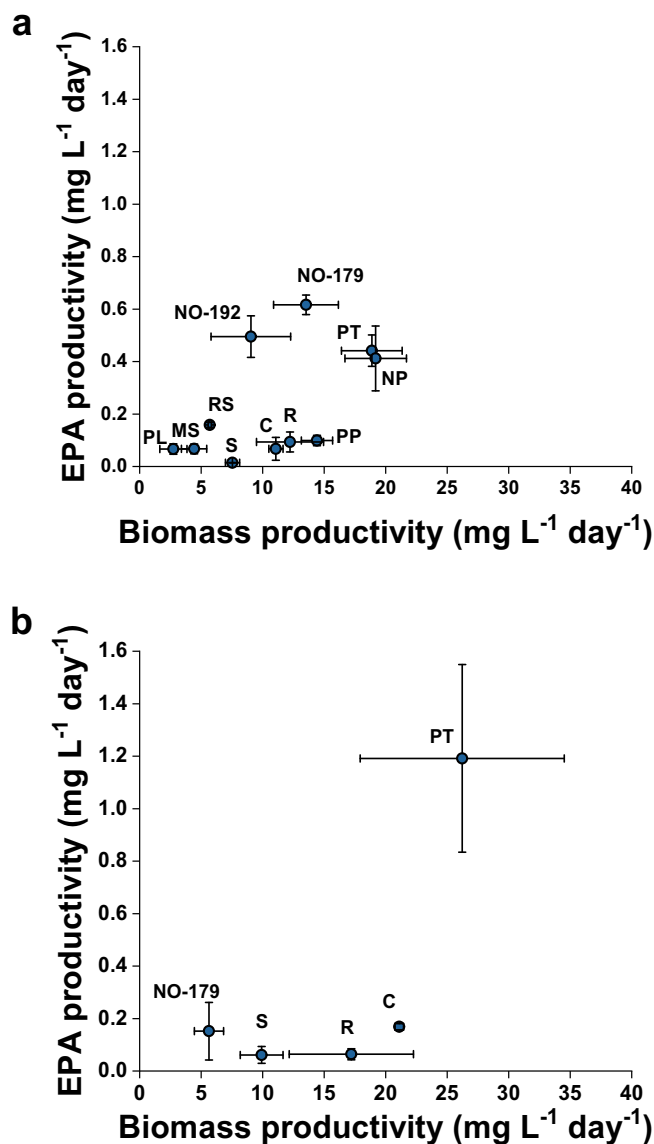 a
EPA productivity (mg L⁻¹ day⁻¹)
1.6
1.4
1.2
1.0
0.8
0.6
0.4
0.2
0.0
NO-179
NO-192
PT
NP
RS
PL
MS
S
C
R
PP
0 5 10 15 20 25 30 35 40
Biomass productivity (mg L⁻¹ day⁻¹)
b
EPA productivity (mg L⁻¹ day⁻¹)
1.6
1.4
1.2
1.0
0.8
0.6
0.4
0.2
0.0
PT
NO-179
S
R
C
0 5 10 15 20 25 30 35 40
Biomass productivity (mg L⁻¹ day⁻¹)